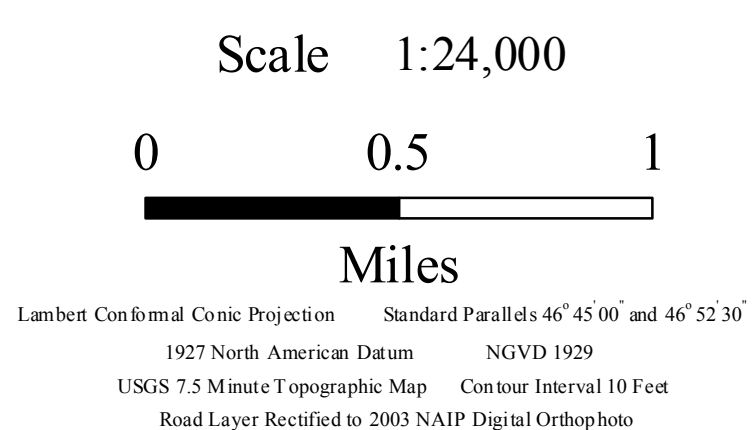 Scale 1:24,000
0 0.5 1
Miles
Lambert Conformal Conic Projection Standard Parallels 46° 45' 00" and 46° 52' 30"
1927 North American Datum NGVD 1929
USGS 7.5 Minute Topographic Map Contour Interval 10 Feet
Road Layer Rectified to 2003 NAIP Digital Orthophoto